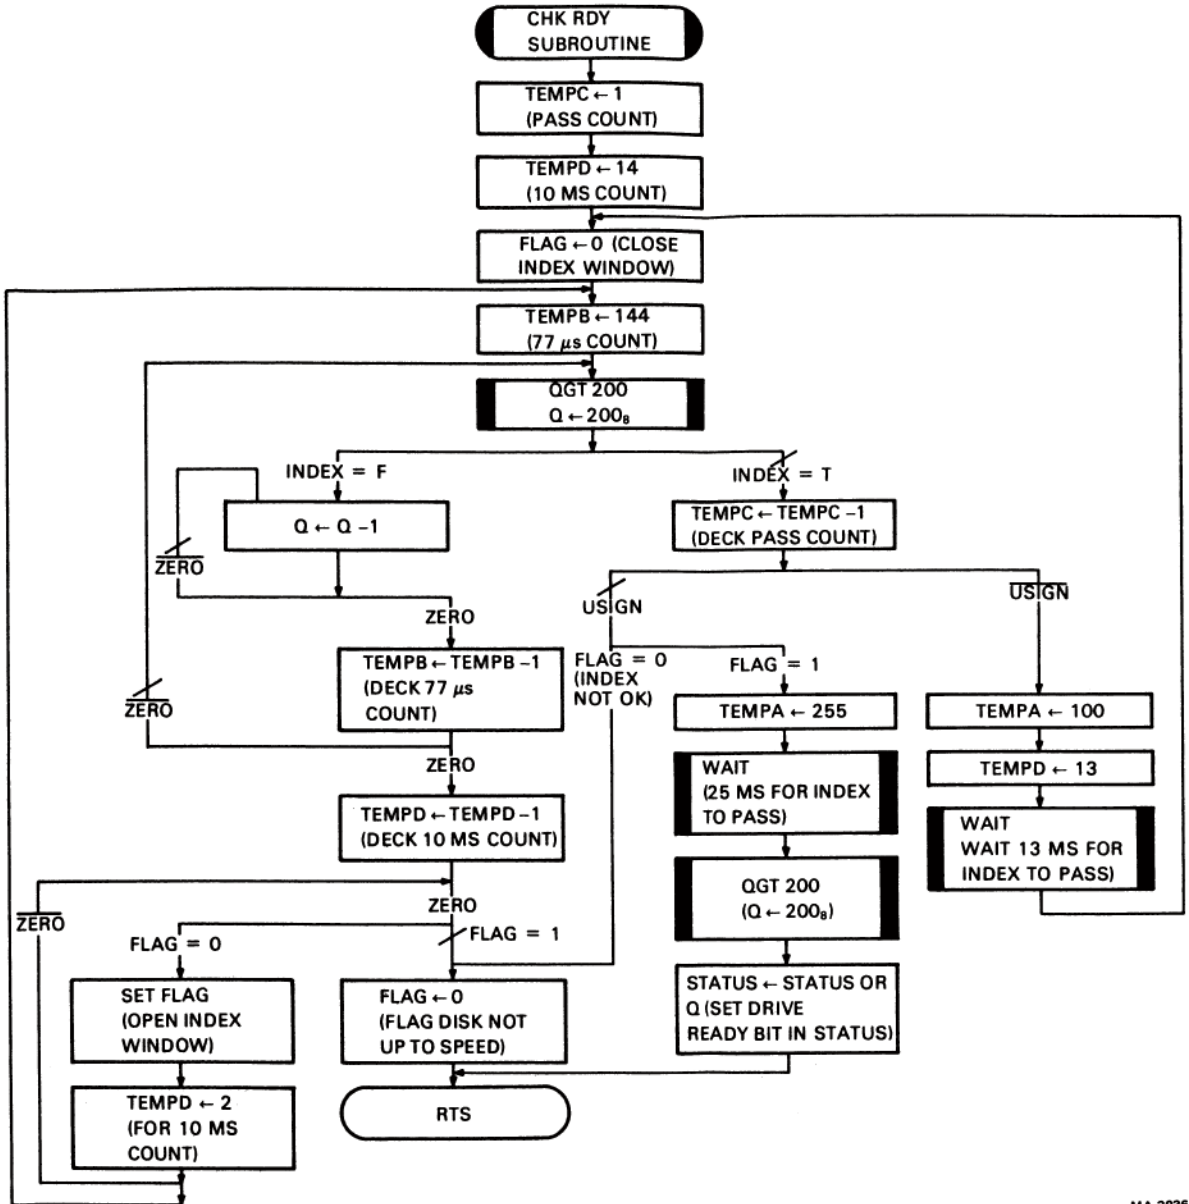 CHK RDY
SUBROUTINE
TEMPC ← 1
(PASS COUNT)
TEMPD ← 14
(10 MS COUNT)
FLAG ← 0 (CLOSE
INDEX WINDOW)
TEMPB ← 144
(77 μs COUNT)
QGT 200
Q ← 200₈
INDEX = F
INDEX = T
Q ← Q -1
TEMPC ← TEMPC -1
(DECK PASS COUNT)
Z̅E̅R̅O̅
ZERO
USIGN
U̅S̅I̅G̅N̅
TEMPB ← TEMPB -1
(DECK 77 μs
COUNT)
FLAG = 0
(INDEX
NOT OK)
FLAG = 1
Z̅E̅R̅O̅
TEMPA ← 255
TEMPA ← 100
ZERO
WAIT
(25 MS FOR INDEX
TO PASS)
TEMPD ← 13
TEMPD ← TEMPD -1
(DECK 10 MS COUNT)
WAIT
WAIT 13 MS FOR
INDEX TO PASS)
QGT 200
(Q ← 200₈)
Z̅E̅R̅O̅
ZERO
FLAG = 0
FLAG = 1
SET FLAG
(OPEN INDEX
WINDOW)
FLAG ← 0
(FLAG DISK NOT
UP TO SPEED)
STATUS ← STATUS OR
Q (SET DRIVE
READY BIT IN STATUS)
TEMPD ← 2
(FOR 10 MS
COUNT)
RTS